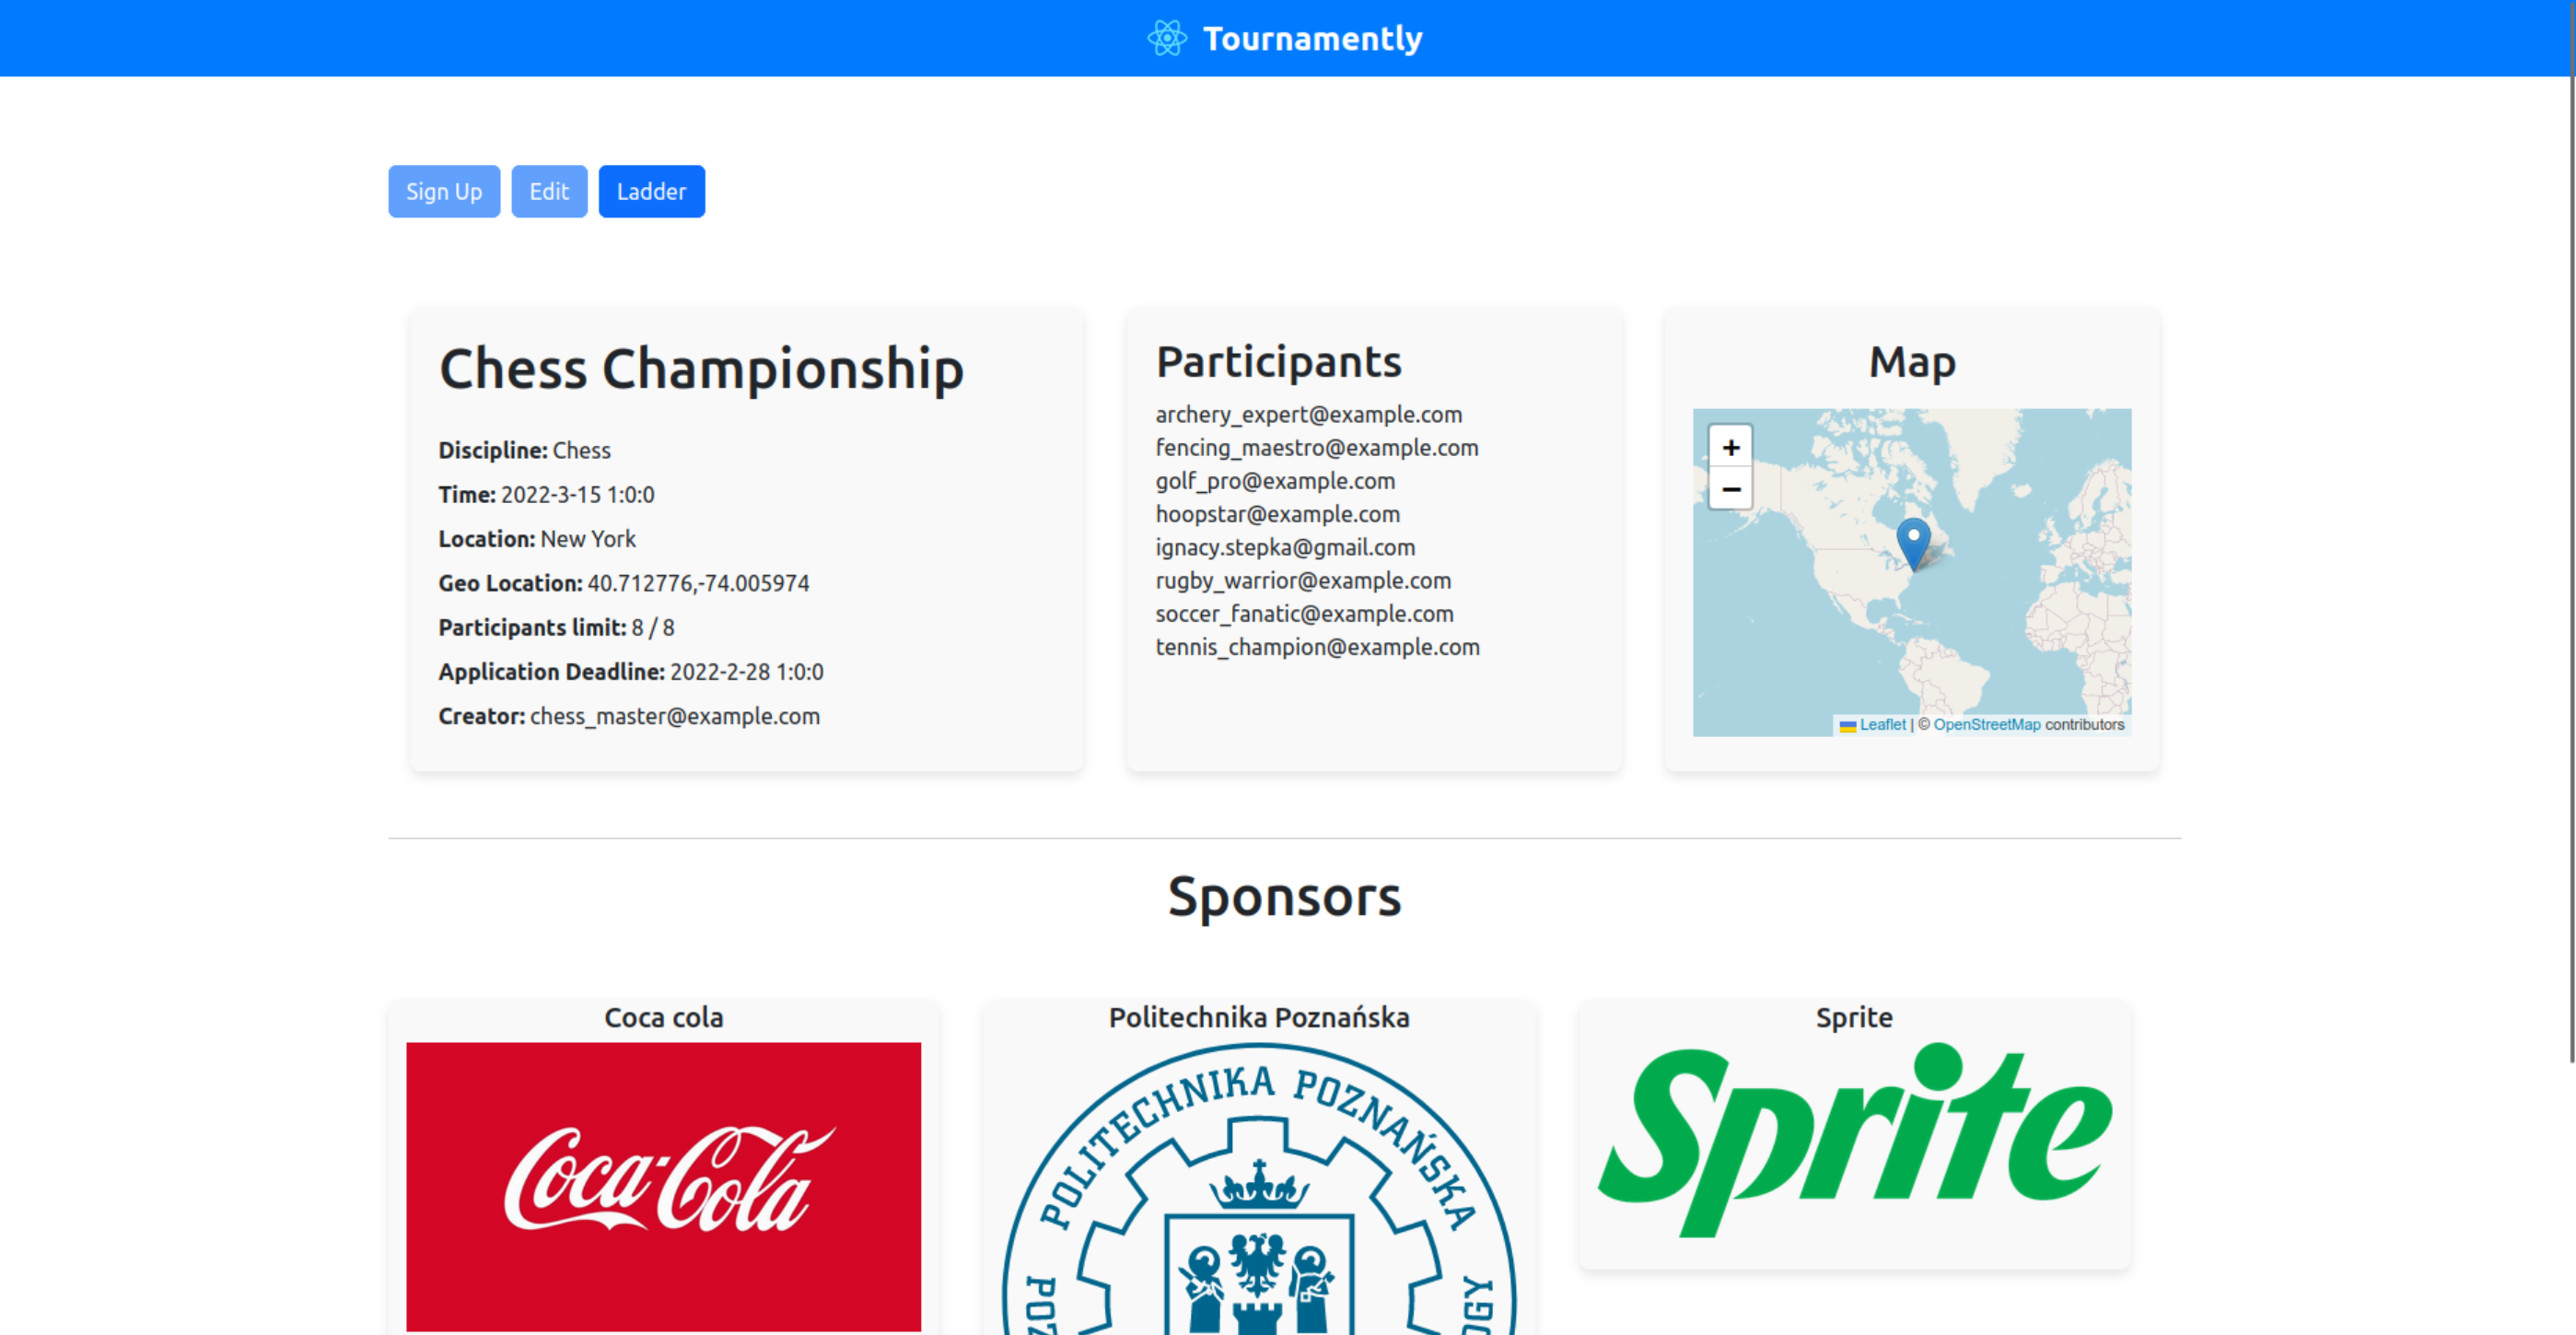 Tournamently
Sign Up
Edit
Ladder
Chess Championship
Discipline: Chess
Time: 2022-3-15 1:0:0
Location: New York
Geo Location: 40.712776,-74.005974
Participants limit: 8 / 8
Application Deadline: 2022-2-28 1:0:0
Creator: chess_master@example.com
Participants
archery_expert@example.com
fencing_maestro@example.com
golf_pro@example.com
hoopstar@example.com
ignacy.stepka@gmail.com
rugby_warrior@example.com
soccer_fanatic@example.com
tennis_champion@example.com
Map
+
−
Leaflet | © OpenStreetMap contributors
Sponsors
Coca cola
Coca-Cola
Politechnika Poznańska
POLITECHNIKA POZNAŃSKA
Sprite
Sprite